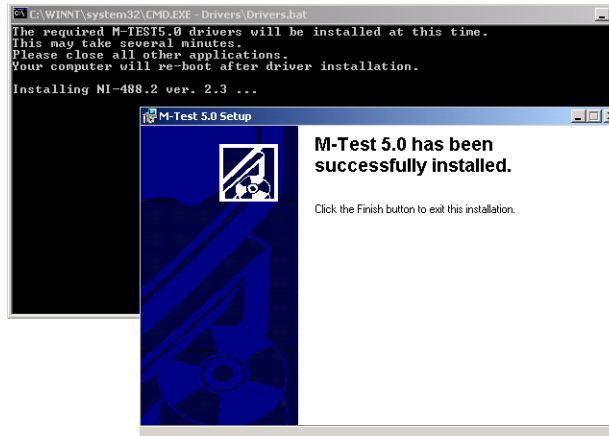 C:\WINNT\system32\CMD.EXE - Drivers\Drivers.bat
The required M-TEST5.0 drivers will be installed at this time.
This may take several minutes.
Please close all other applications.
Your computer will re-boot after driver installation.
Installing NI-488.2 ver. 2.3 ...
M-Test 5.0 Setup
M-Test 5.0 has been
successfully installed.
Click the Finish button to exit this installation.